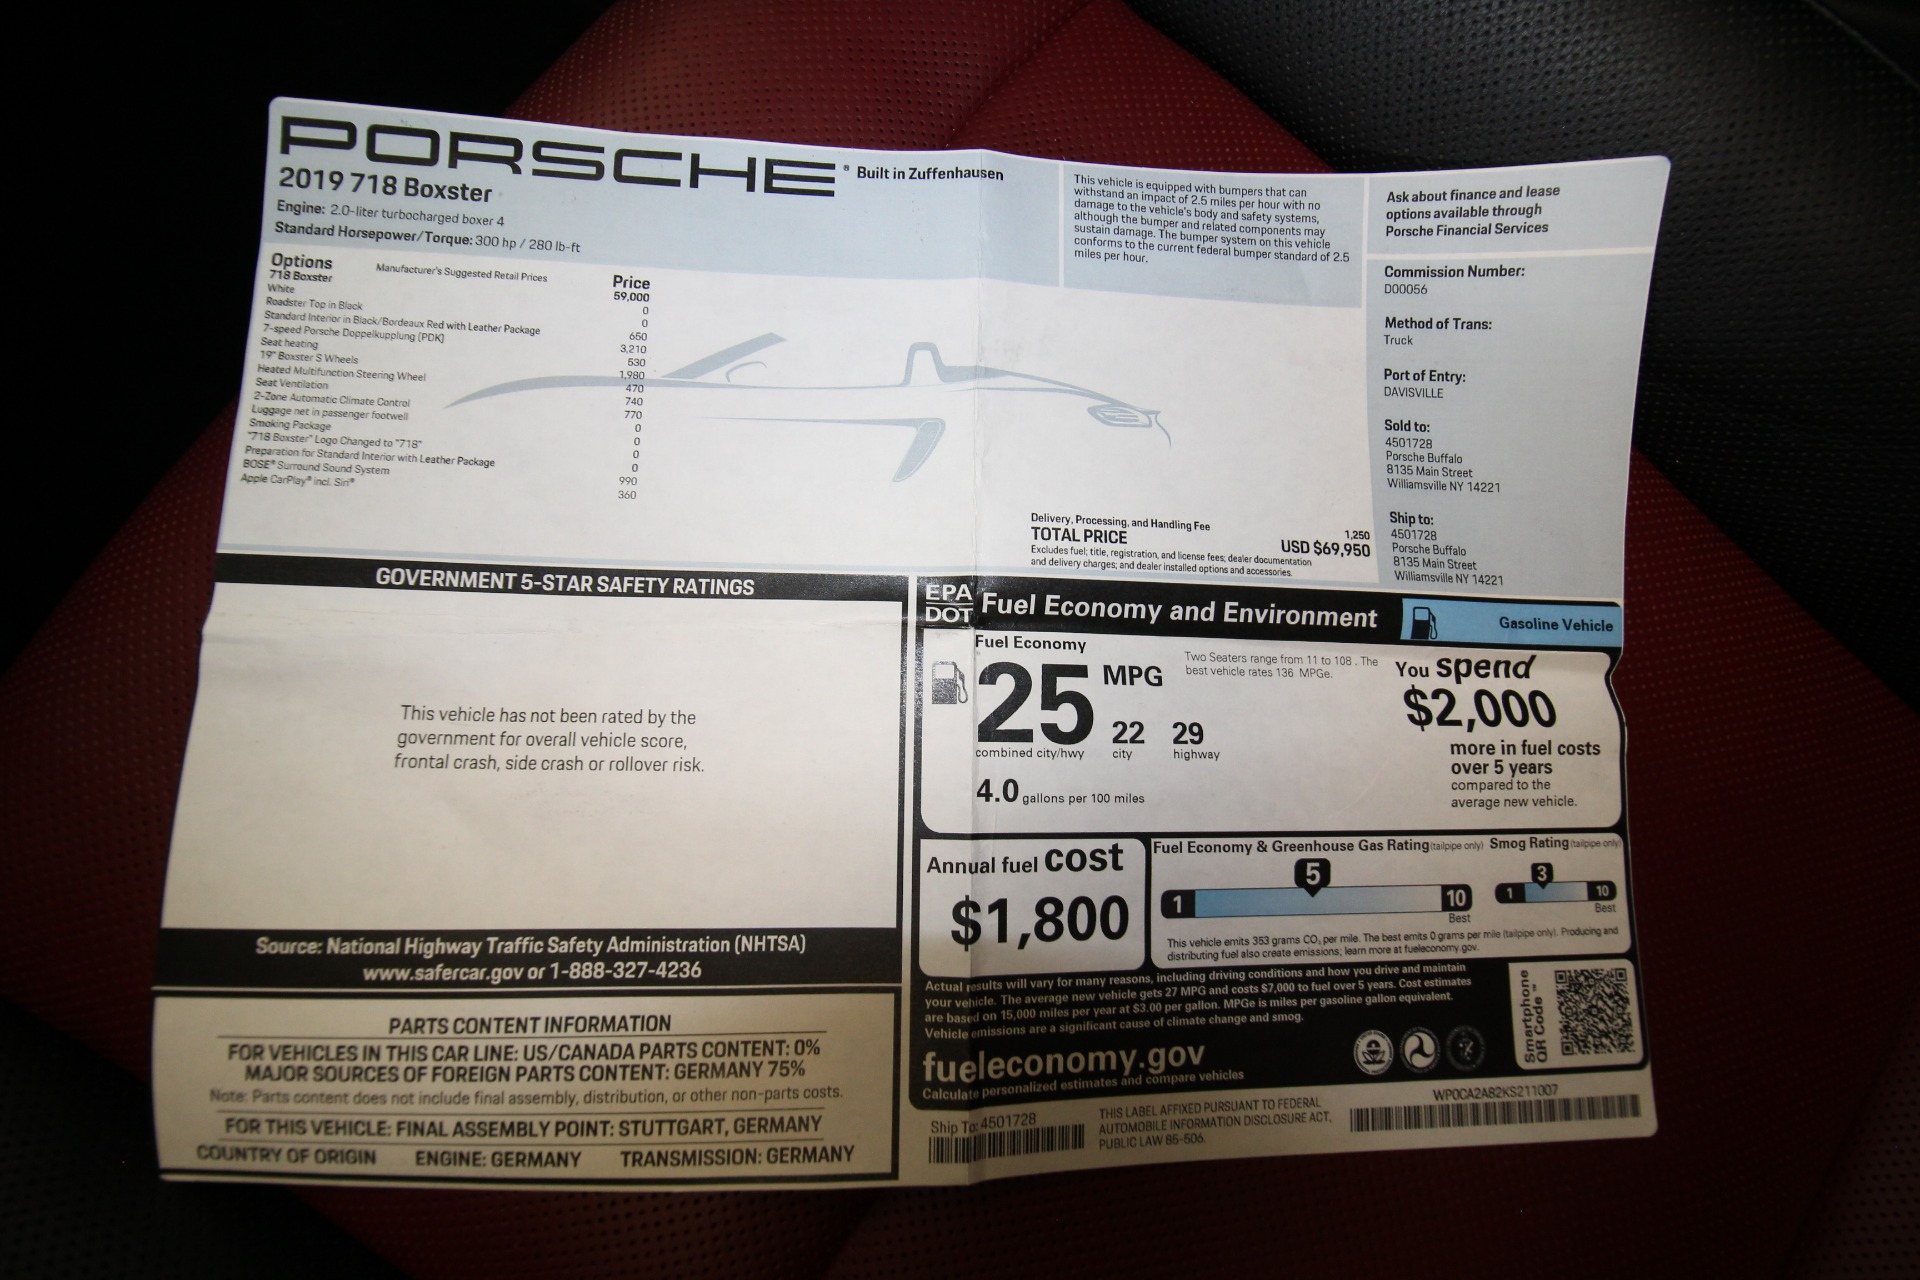 PORSCHE® Built in Zuffenhausen
2019 718 Boxster
Engine: 2.0-liter turbocharged boxer 4
Standard Horsepower/Torque: 300 hp / 280 lb-ft
This vehicle is equipped with bumpers that can
withstand an impact of 2.5 miles per hour with no
damage to the vehicle's body and safety systems,
although the bumper and related components may
sustain damage. The bumper system on this vehicle
conforms to the current federal bumper standard of 2.5
miles per hour.
Ask about finance and lease
options available through
Porsche Financial Services
Options Manufacturer's Suggested Retail Prices Price
718 Boxster 59,000
White 0
Roadster Top in Black 0
Standard Interior in Black/Bordeaux Red with Leather Package 650
7-speed Porsche Doppelkupplung (PDK) 3,210
Seat heating 530
19" Boxster S Wheels 1,980
Heated Multifunction Steering Wheel 470
Seat Ventilation 740
2-Zone Automatic Climate Control 770
Luggage net in passenger footwell 0
Smoking Package 0
"718 Boxster" Logo Changed to "718" 0
Preparation for Standard Interior with Leather Package 0
BOSE® Surround Sound System 990
Apple CarPlay® incl. Siri® 360
Commission Number:
D00056
Method of Trans:
Truck
Port of Entry:
DAVISVILLE
Sold to:
4501728
Porsche Buffalo
8135 Main Street
Williamsville NY 14221
Ship to:
4501728
Porsche Buffalo
8135 Main Street
Williamsville NY 14221
Delivery, Processing, and Handling Fee 1,250
TOTAL PRICE USD $69,950
Excludes fuel; title, registration, and license fees; dealer documentation
and delivery charges; and dealer installed options and accessories.
GOVERNMENT 5-STAR SAFETY RATINGS
This vehicle has not been rated by the
government for overall vehicle score,
frontal crash, side crash or rollover risk.
Source: National Highway Traffic Safety Administration (NHTSA)
www.safercar.gov or 1-888-327-4236
PARTS CONTENT INFORMATION
FOR VEHICLES IN THIS CAR LINE: US/CANADA PARTS CONTENT: 0%
MAJOR SOURCES OF FOREIGN PARTS CONTENT: GERMANY 75%
Note: Parts content does not include final assembly, distribution, or other non-parts costs.
FOR THIS VEHICLE: FINAL ASSEMBLY POINT: STUTTGART, GERMANY
COUNTRY OF ORIGIN ENGINE: GERMANY TRANSMISSION: GERMANY
EPA
DOT
Fuel Economy and Environment
Gasoline Vehicle
Fuel Economy
25 MPG
combined city/hwy
22
city
29
highway
4.0 gallons per 100 miles
Two Seaters range from 11 to 108 . The
best vehicle rates 136 MPGe.
You spend
$2,000
more in fuel costs
over 5 years
compared to the
average new vehicle.
Annual fuel cost
$1,800
Fuel Economy & Greenhouse Gas Rating (tailpipe only)
5
1 10
Best
Smog Rating (tailpipe only)
3
1 10
Best
This vehicle emits 353 grams CO₂ per mile. The best emits 0 grams per mile (tailpipe only). Producing and
distributing fuel also create emissions; learn more at fueleconomy.gov.
Actual results will vary for many reasons, including driving conditions and how you drive and maintain
your vehicle. The average new vehicle gets 27 MPG and costs $7,000 to fuel over 5 years. Cost estimates
are based on 15,000 miles per year at $3.00 per gallon. MPGe is miles per gasoline gallon equivalent.
Vehicle emissions are a significant cause of climate change and smog.
fueleconomy.gov
Calculate personalized estimates and compare vehicles
Smartphone
QR Code
Ship To: 4501728
THIS LABEL AFFIXED PURSUANT TO FEDERAL
AUTOMOBILE INFORMATION DISCLOSURE ACT,
PUBLIC LAW 85-506.
WP0CA2A82KS211007